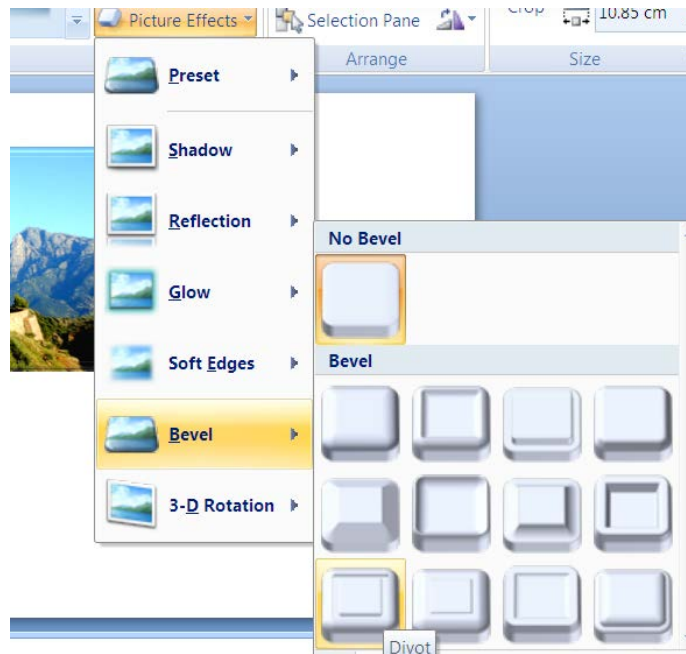 Picture Effects
Selection Pane
Crop
10.85 cm
Arrange
Size
Preset
Shadow
Reflection
Glow
Soft Edges
Bevel
3-D Rotation
No Bevel
Bevel
Divot